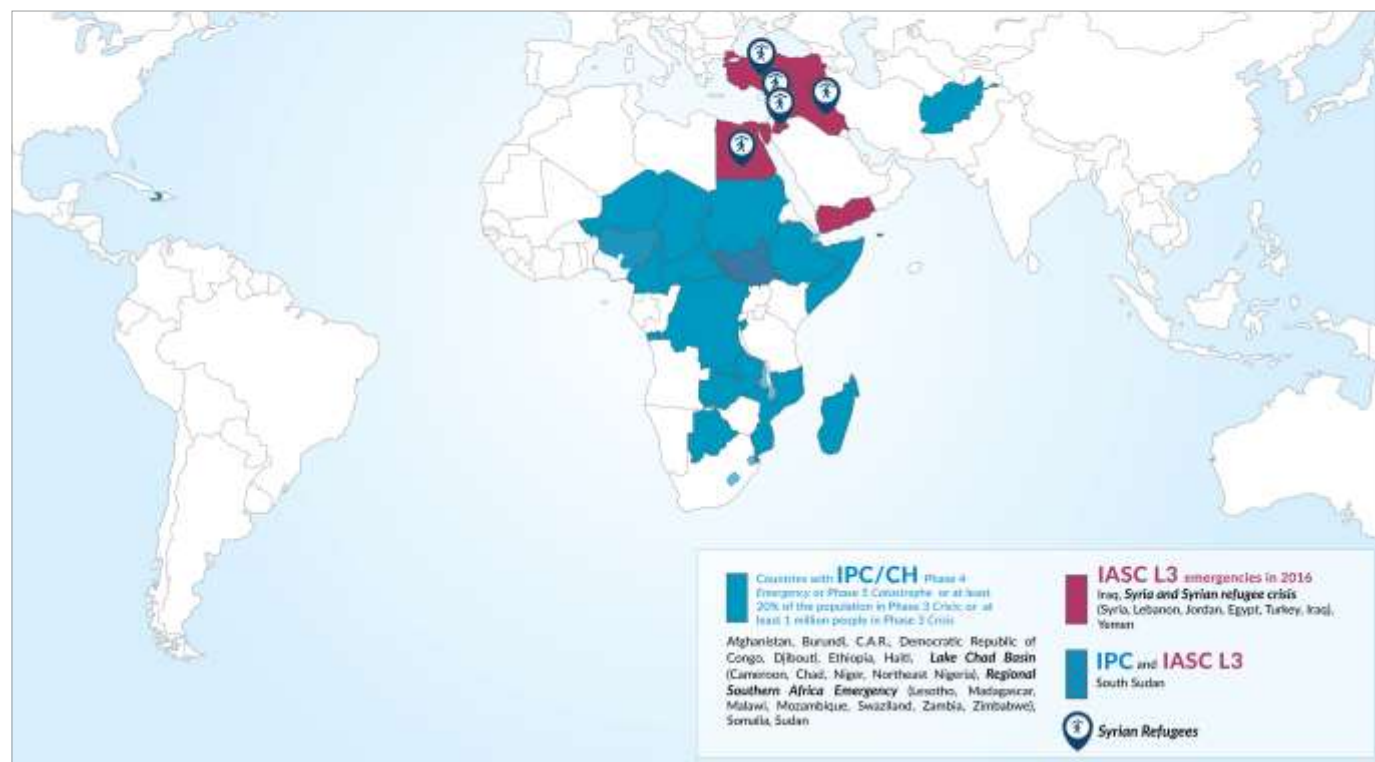 Countries with IPC/CH Phase 4
Emergency or Phase 5 Catastrophe or at least
20% of the population in Phase 3 Crisis; or at
least 1 million people in Phase 3 Crisis
Afghanistan, Burundi, C.A.R., Democratic Republic of
Congo, Djibouti, Ethiopia, Haiti, Lake Chad Basin
(Cameroon, Chad, Niger, Northeast Nigeria), Regional
Southern Africa Emergency (Lesotho, Madagascar,
Malawi, Mozambique, Swaziland, Zambia, Zimbabwe),
Somalia, Sudan
IASC L3 emergencies in 2016
Iraq, Syria and Syrian refugee crisis
(Syria, Lebanon, Jordan, Egypt, Turkey, Iraq),
Yemen
IPC and IASC L3
South Sudan
Syrian Refugees